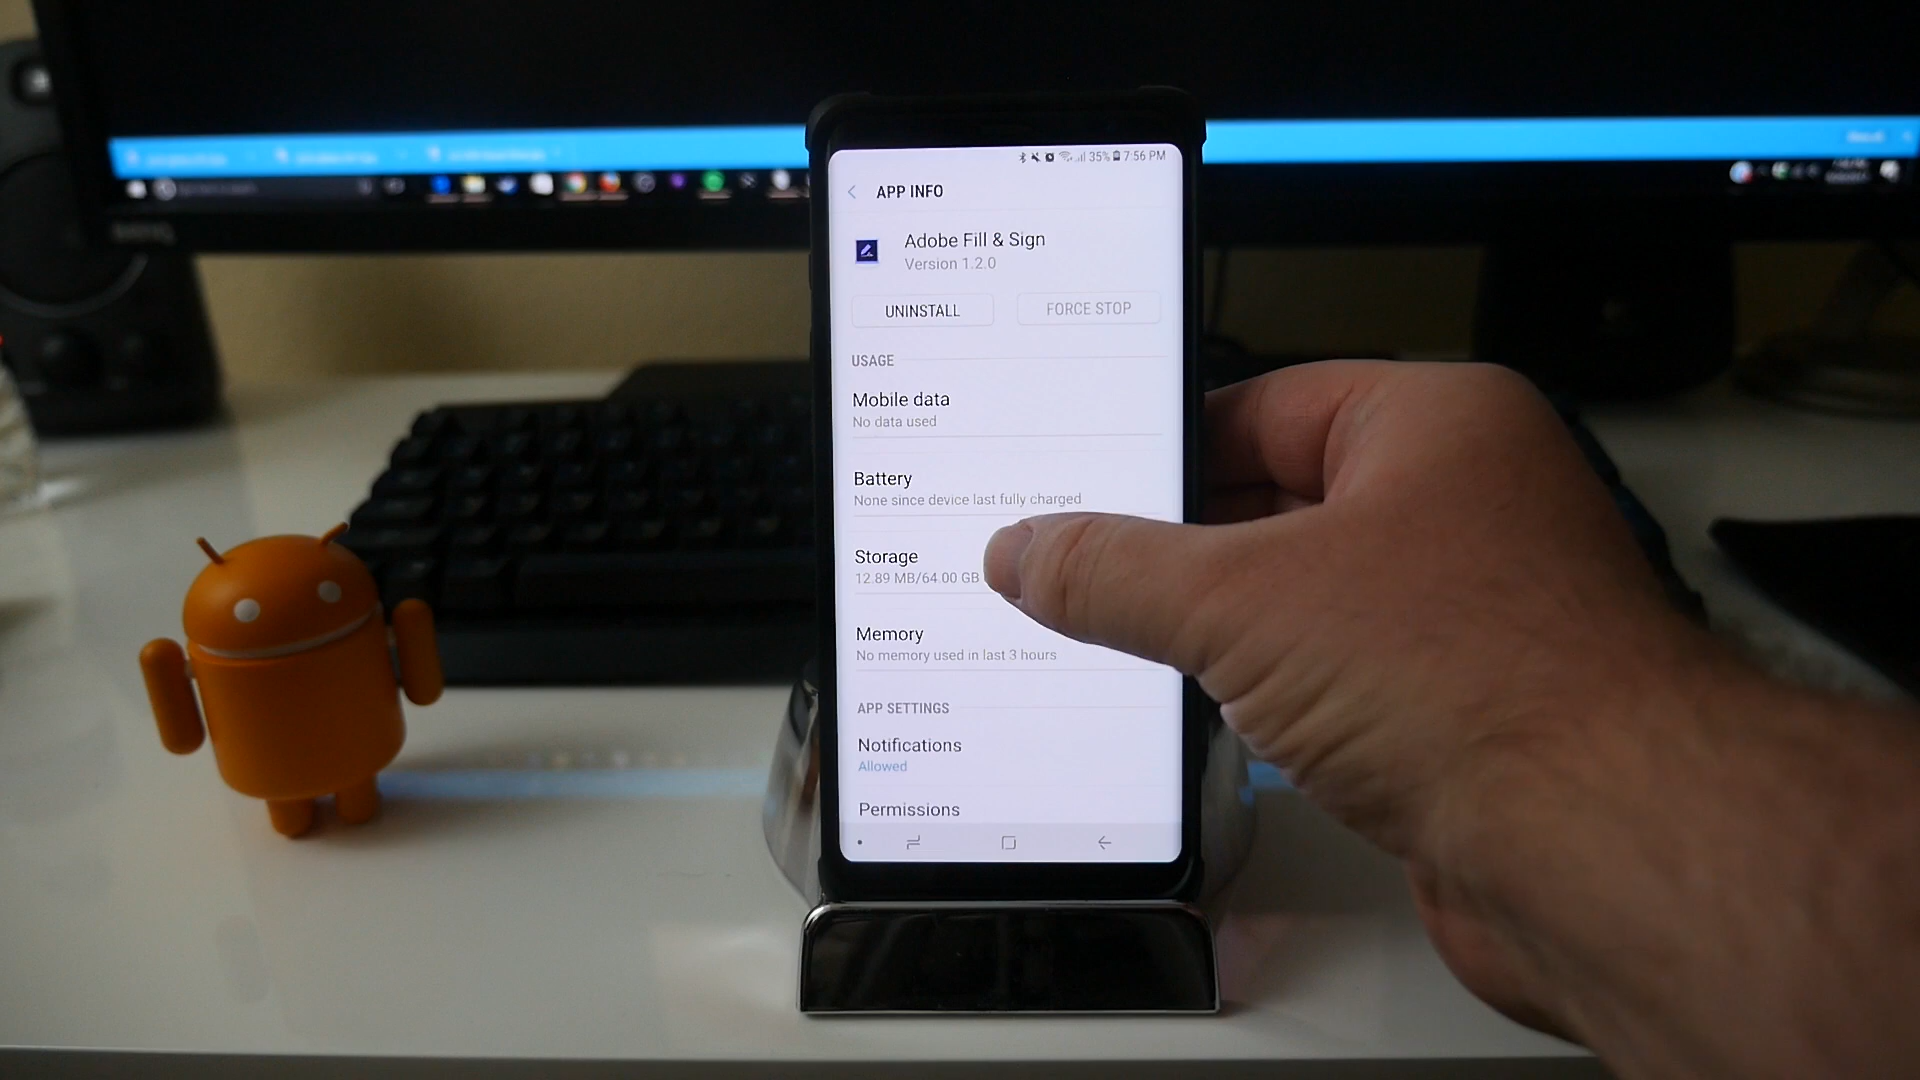 35% 7:56 PM
APP INFO
Adobe Fill & Sign
Version 1.2.0
UNINSTALL
FORCE STOP
USAGE
Mobile data
No data used
Battery
None since device last fully charged
Storage
12.89 MB/64.00 GB
Memory
No memory used in last 3 hours
APP SETTINGS
Notifications
Allowed
Permissions